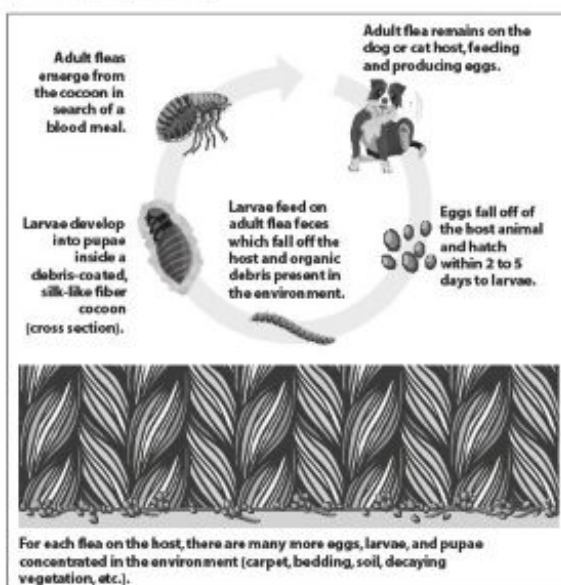 Adult fleas
emerge from
the cocoon in
search of a
blood meal.
Adult flea remains on the
dog or cat host, feeding
and producing eggs.
Eggs fall off of
the host animal
and hatch
within 2 to 5
days to larvae.
Larvae feed on
adult flea feces
which fall off the
host and organic
debris present in
the environment.
Larvae develop
into pupae
inside a
debris-coated,
silk-like fiber
cocoon
(cross section).
For each flea on the host, there are many more eggs, larvae, and pupae
concentrated in the environment (carpet, bedding, soil, decaying
vegetation, etc.).